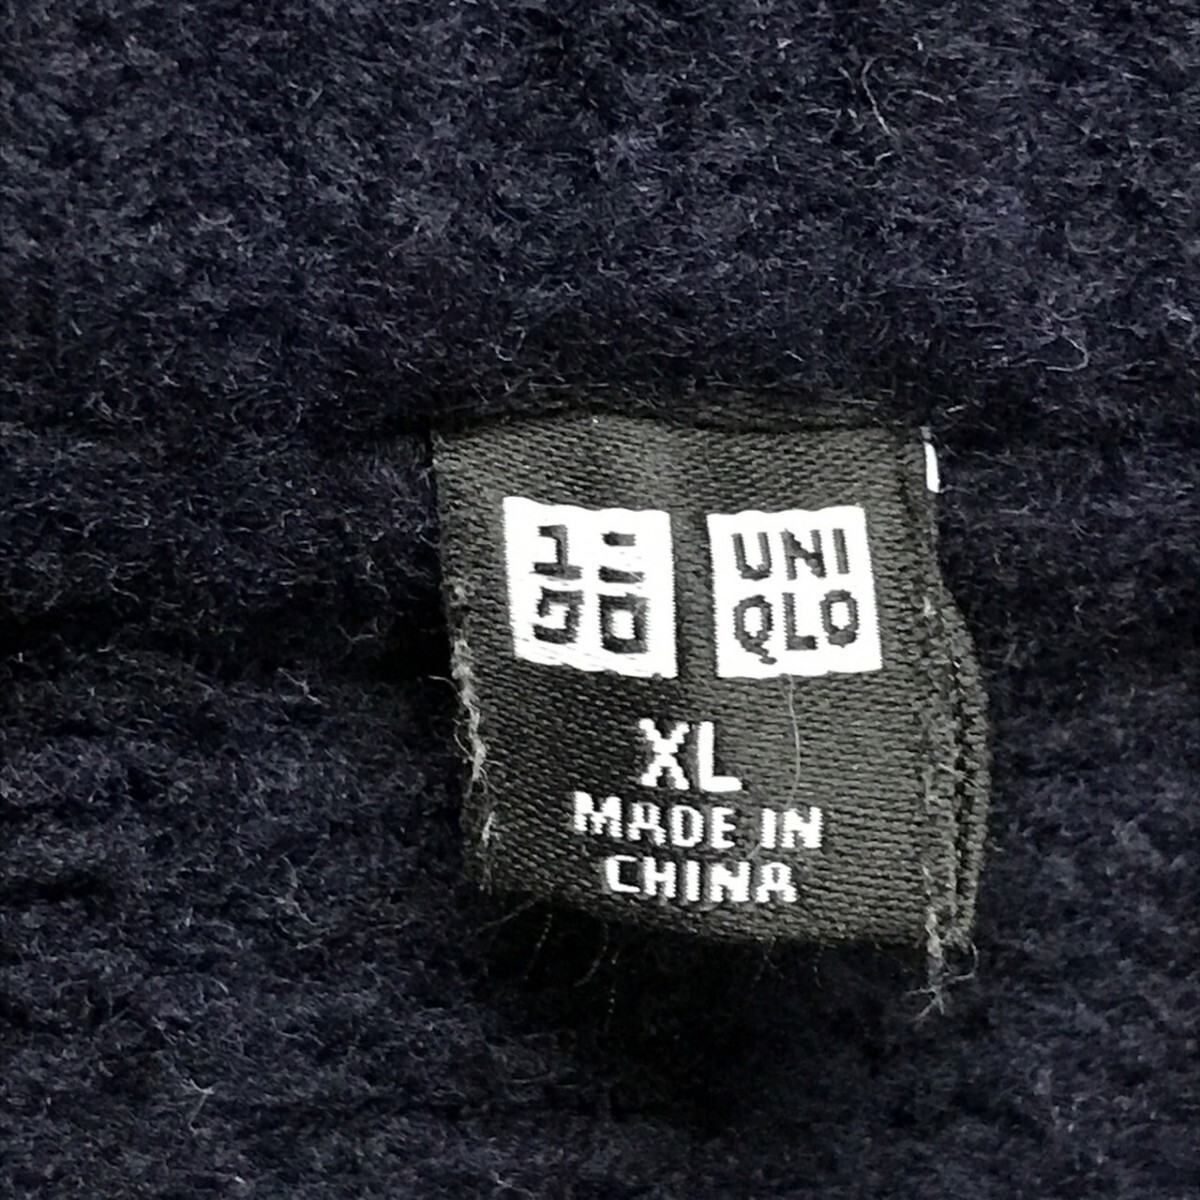 ユニ
クロ
UNI
QLO
XL
MADE IN
CHINA